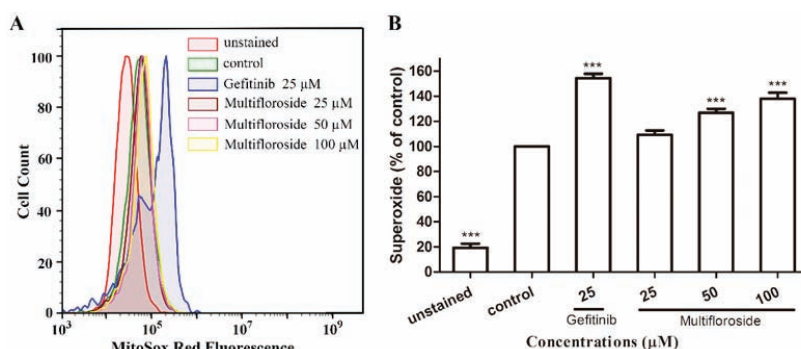 A
unstained
control
Gefitinib 25 µM
Multifloroside 25 µM
Multifloroside 50 µM
Multifloroside 100 µM
Cell Count
100
80
60
40
20
0
10³ 10⁵ 10⁷ 10⁹
MitoSox Red Fluorescence
B
Superoxide (% of control)
160
140
120
100
80
60
40
20
0
***
***
***
***
unstained
control
25
25
50
100
Gefitinib
Multifloroside
Concentrations (µM)